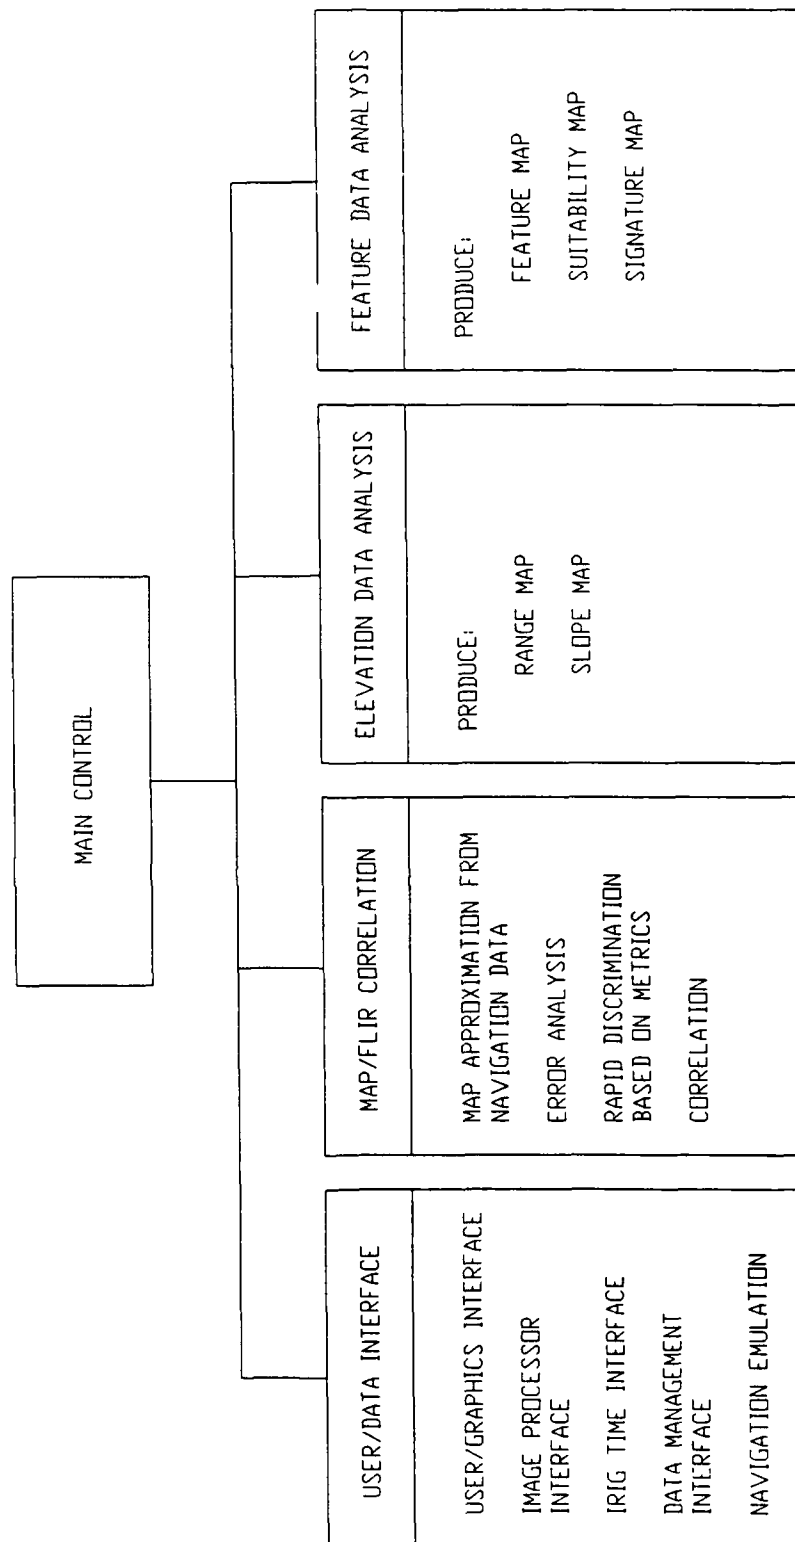 MAIN CONTROL
USER/DATA INTERFACE
USER/GRAPHICS INTERFACE
IMAGE PROCESSOR
INTERFACE
IRIG TIME INTERFACE
DATA MANAGEMENT
INTERFACE
NAVIGATION EMULATION
MAP/FLIR CORRELATION
MAP APPROXIMATION FROM
NAVIGATION DATA
ERROR ANALYSIS
RAPID DISCRIMINATION
BASED ON METRICS
CORRELATION
ELEVATION DATA ANALYSIS
PRODUCE:
RANGE MAP
SLOPE MAP
FEATURE DATA ANALYSIS
PRODUCE:
FEATURE MAP
SUITABILITY MAP
SIGNATURE MAP